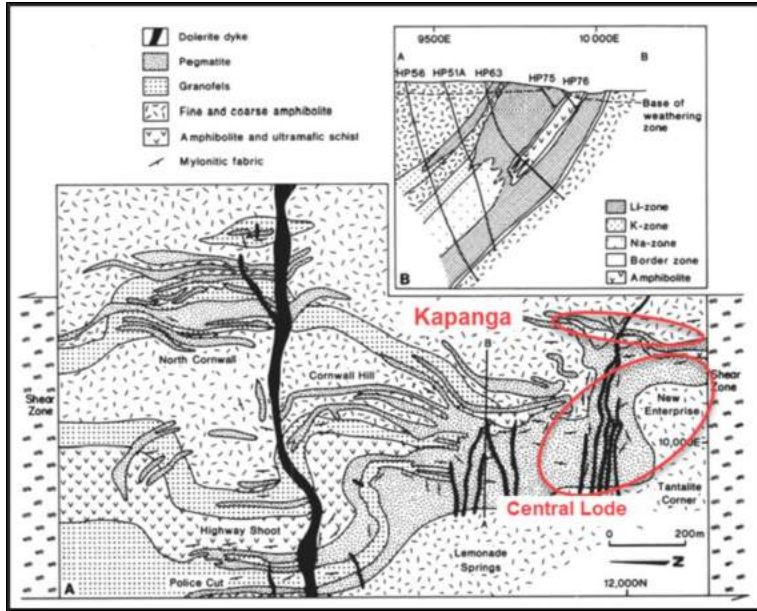 Dolerite dyke
Pegmatite
Granofels
Fine and coarse amphibolite
Amphibolite and ultramafic schist
Mylonitic fabric
9500E
10 000E
A
B
HP56
HP51A
HP63
HP75
HP76
Base of
weathering
zone
Li-zone
K-zone
Na-zone
Border zone
Amphibolite
B
Kapanga
North Cornwall
Cornwall Hill
B
Shear
Zone
Shear
Zone
New
Enterprise
10,000E
Tantalite
Corner
Central Lode
Highway Shoot
A
Lemonade
Springs
0
200m
N
A
Police Cut
12,000N